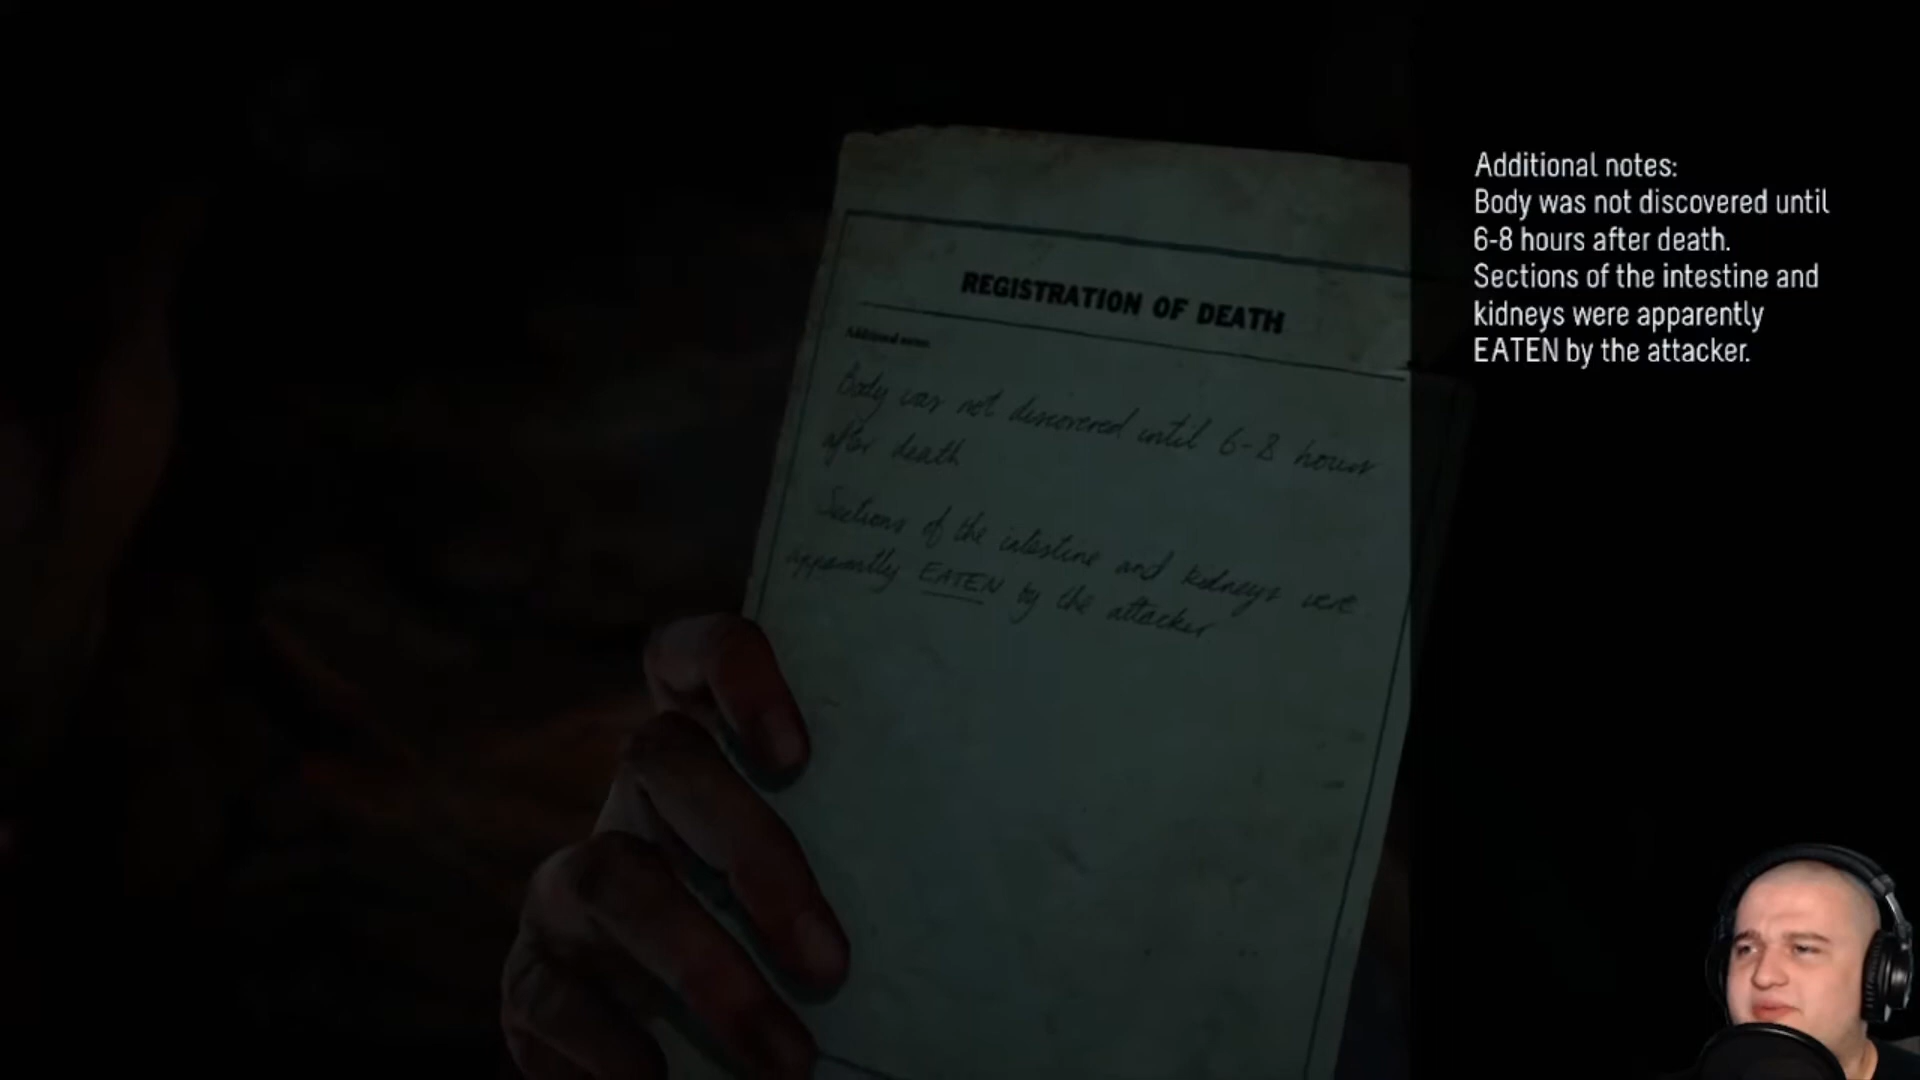 REGISTRATION OF DEATH
Additional notes
Body was not discovered until 6-8 hours
after death
Sections of the intestine and kidneys were
apparently EATEN by the attacker
Additional notes:
Body was not discovered until
6-8 hours after death.
Sections of the intestine and
kidneys were apparently
EATEN by the attacker.